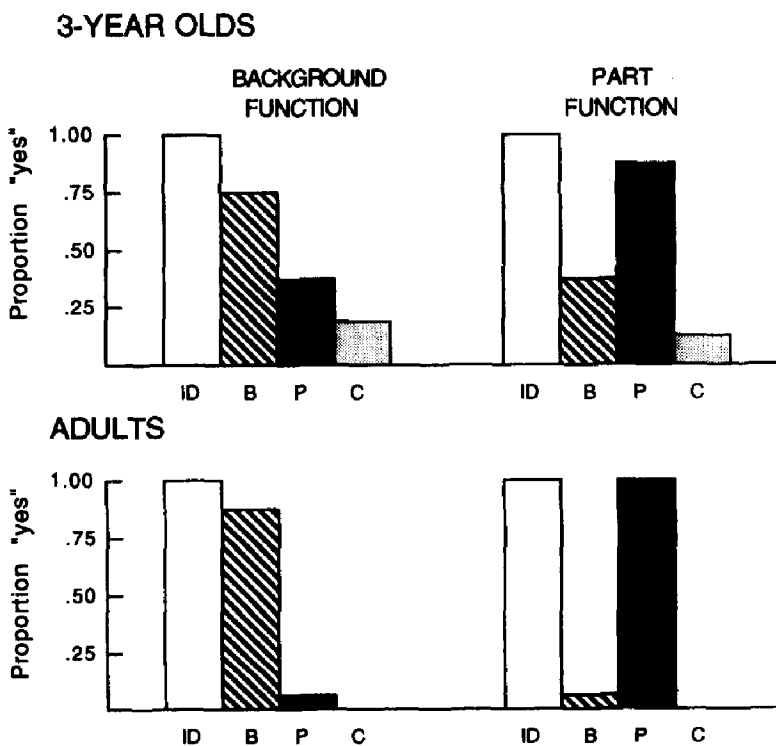 3-YEAR OLDS
BACKGROUND
FUNCTION
PART
FUNCTION
Proportion "yes"
1.00
.75
.50
.25
ID B P C
ID B P C
ADULTS
Proportion "yes"
1.00
.75
.50
.25
ID B P C
ID B P C